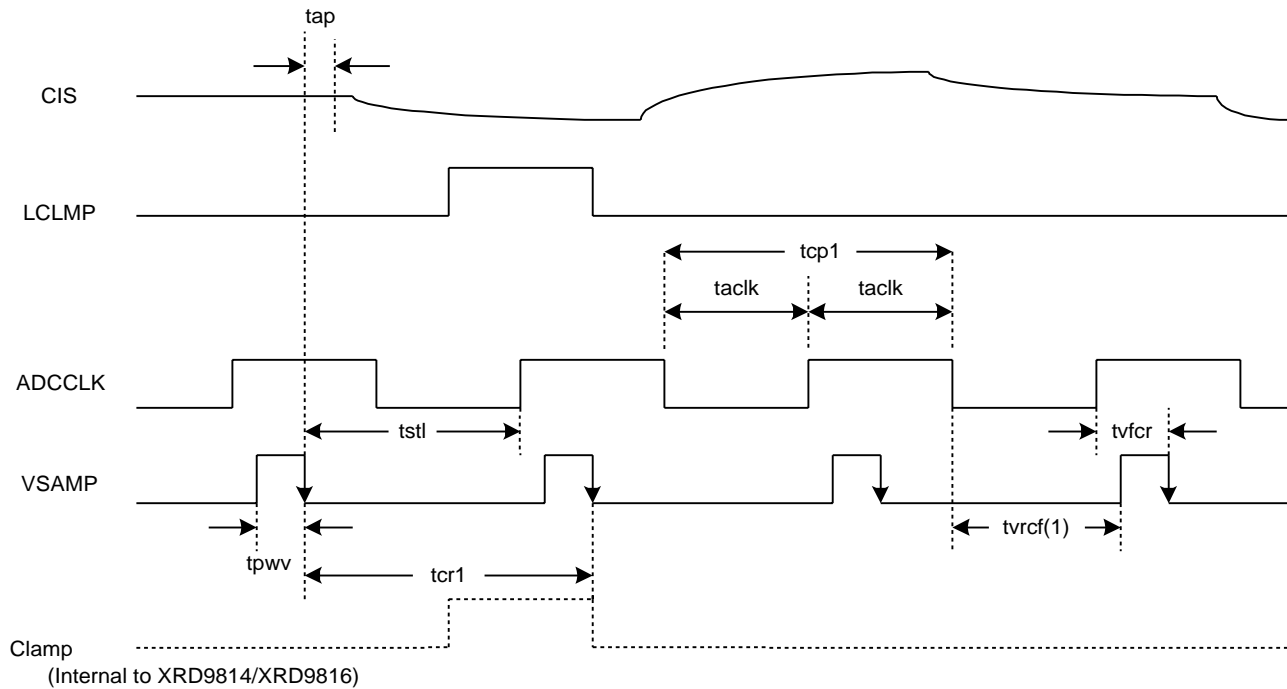 tap
CIS
LCLMP
tcp1
taclk taclk
ADCCLK
tstl
tvfcr
VSAMP
tvrcf(1)
tpwv
tcr1
Clamp
(Internal to XRD9814/XRD9816)